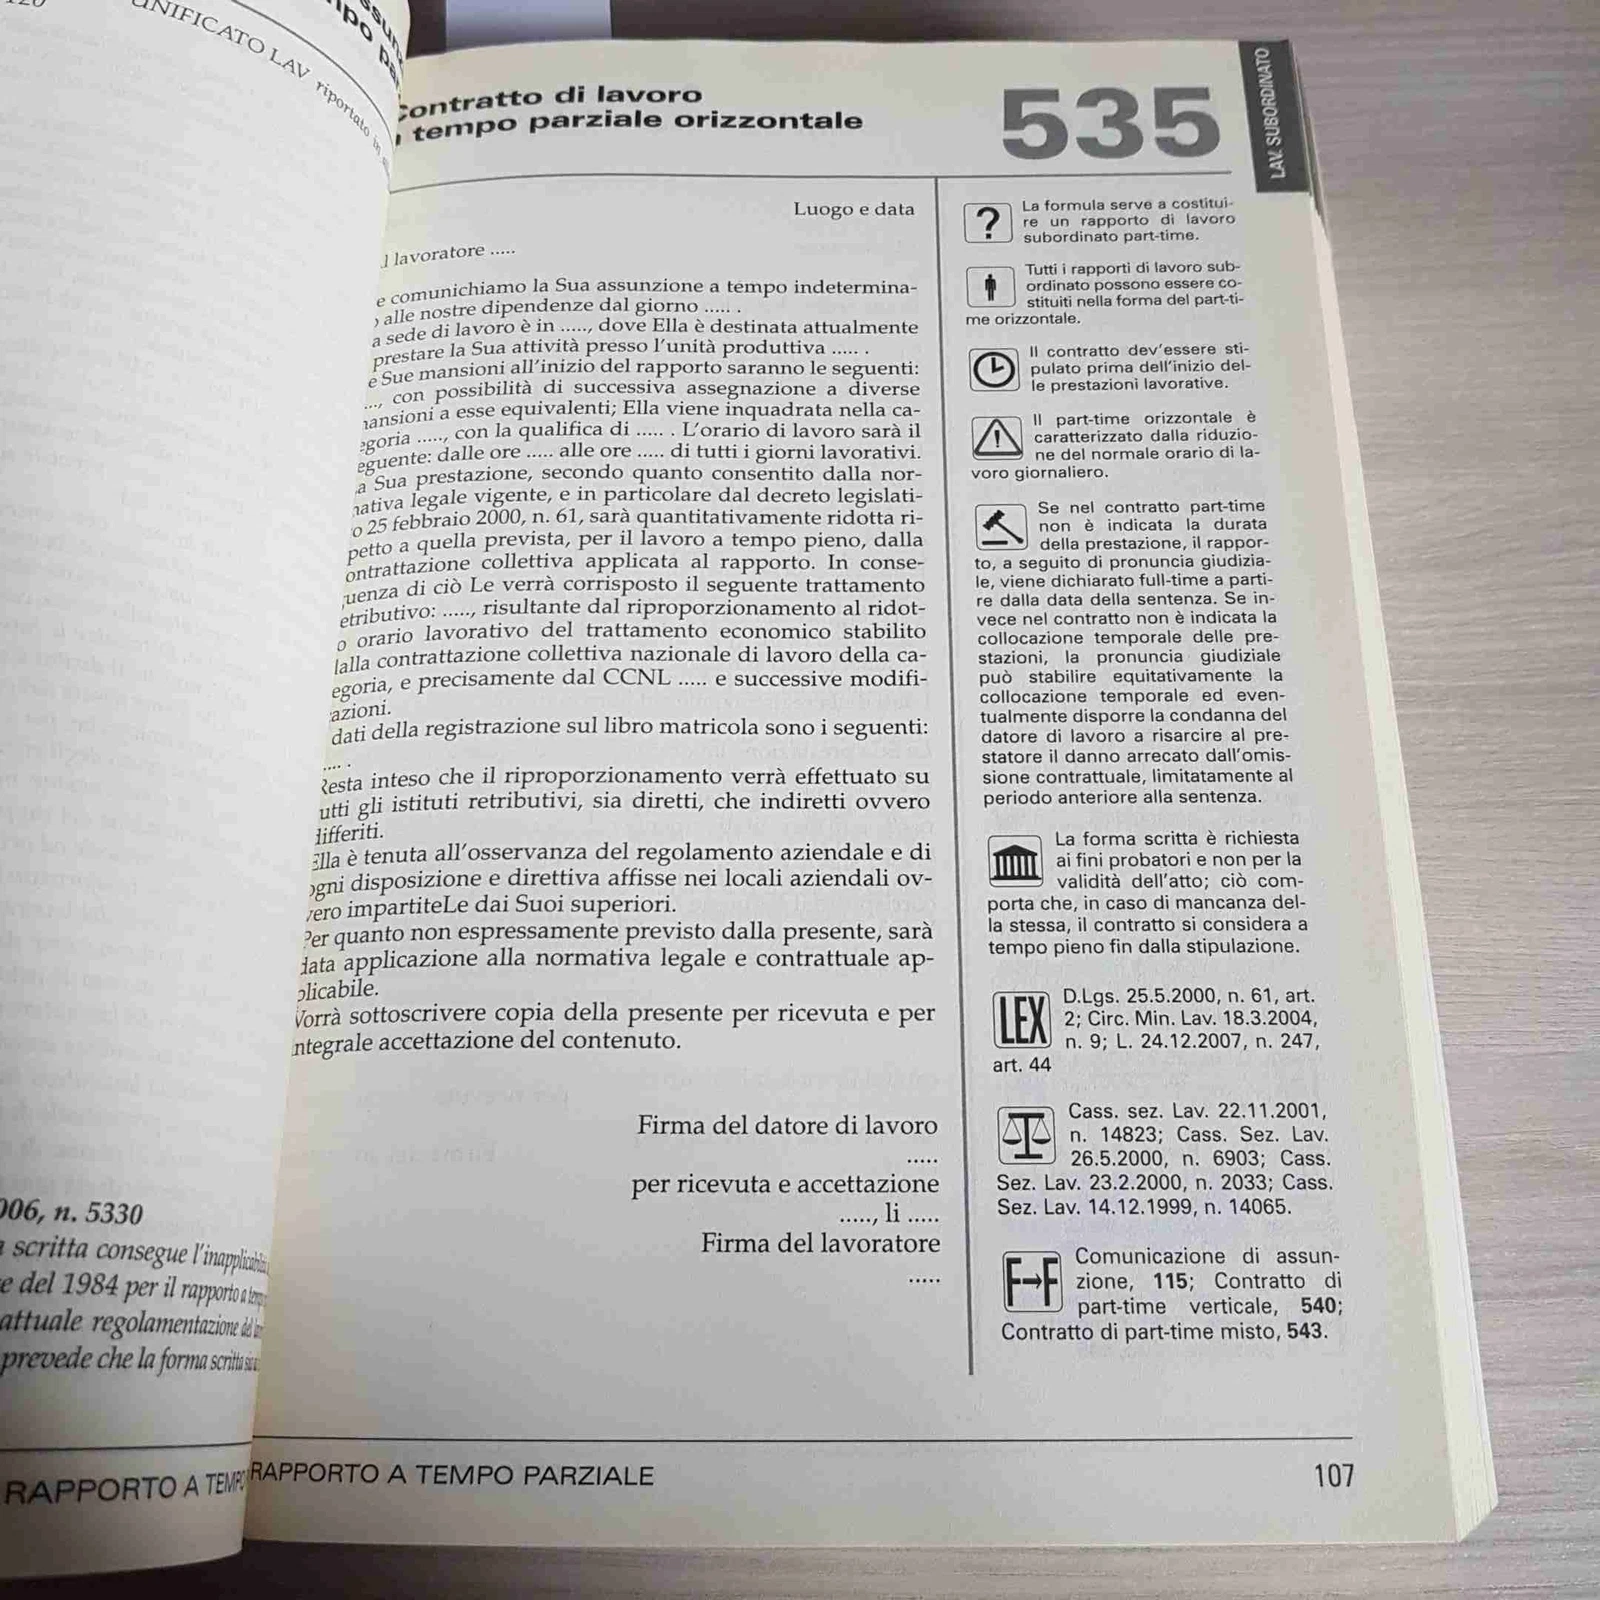 UNIFICATO LAV riportato in
006, n. 5330
scritta consegue l'inapplicabilità
e del 1984 per il rapporto a
attuale regolamentazione del
prevede che la forma scritta
RAPPORTO A TEMP
contratto di lavoro
tempo parziale orizzontale
535
LAV. SUBORDINATO
Luogo e data
l lavoratore .....
e comunichiamo la Sua assunzione a tempo indetermina-
alle nostre dipendenze dal giorno ..... .
a sede di lavoro è in ....., dove Ella è destinata attualmente
prestare la Sua attività presso l'unità produttiva ..... .
e Sue mansioni all'inizio del rapporto saranno le seguenti:
..., con possibilità di successiva assegnazione a diverse
mansioni a esse equivalenti; Ella viene inquadrata nella ca-
egoria ....., con la qualifica di ..... . L'orario di lavoro sarà il
eguente: dalle ore ..... alle ore ..... di tutti i giorni lavorativi.
a Sua prestazione, secondo quanto consentito dalla nor-
nativa legale vigente, e in particolare dal decreto legislati-
o 25 febbraio 2000, n. 61, sarà quantitativamente ridotta ri-
petto a quella prevista, per il lavoro a tempo pieno, dalla
ontrattazione collettiva applicata al rapporto. In conse-
uenza di ciò Le verrà corrisposto il seguente trattamento
etributivo: ....., risultante dal riproporzionamento al ridot-
o orario lavorativo del trattamento economico stabilito
dalla contrattazione collettiva nazionale di lavoro della ca-
egoria, e precisamente dal CCNL ..... e successive modifi-
azioni.
dati della registrazione sul libro matricola sono i seguenti:
.... .
Resta inteso che il riproporzionamento verrà effettuato su
utti gli istituti retributivi, sia diretti, che indiretti ovvero
differiti.
Ella è tenuta all'osservanza del regolamento aziendale e di
ogni disposizione e direttiva affisse nei locali aziendali ov-
vero impartiteLe dai Suoi superiori.
Per quanto non espressamente previsto dalla presente, sarà
data applicazione alla normativa legale e contrattuale ap-
plicabile.
Vorrà sottoscrivere copia della presente per ricevuta e per
ntegrale accettazione del contenuto.
Firma del datore di lavoro
.....
per ricevuta e accettazione
....., li .....
Firma del lavoratore
.....
?
La formula serve a costitui-
re un rapporto di lavoro
subordinato part-time.
Tutti i rapporti di lavoro sub-
ordinato possono essere co-
stituiti nella forma del part-ti-
me orizzontale.
Il contratto dev'essere sti-
pulato prima dell'inizio del-
le prestazioni lavorative.
!
Il part-time orizzontale è
caratterizzato dalla riduzio-
ne del normale orario di la-
voro giornaliero.
Se nel contratto part-time
non è indicata la durata
della prestazione, il rappor-
to, a seguito di pronuncia giudizia-
le, viene dichiarato full-time a parti-
re dalla data della sentenza. Se in-
vece nel contratto non è indicata la
collocazione temporale delle pre-
stazioni, la pronuncia giudiziale
può stabilire equitativamente la
collocazione temporale ed even-
tualmente disporre la condanna del
datore di lavoro a risarcire al pre-
statore il danno arrecato dall'omis-
sione contrattuale, limitatamente al
periodo anteriore alla sentenza.
La forma scritta è richiesta
ai fini probatori e non per la
validità dell'atto; ciò com-
porta che, in caso di mancanza del-
la stessa, il contratto si considera a
tempo pieno fin dalla stipulazione.
LEX
D.Lgs. 25.5.2000, n. 61, art.
2; Circ. Min. Lav. 18.3.2004,
n. 9; L. 24.12.2007, n. 247,
art. 44
Cass. sez. Lav. 22.11.2001,
n. 14823; Cass. Sez. Lav.
26.5.2000, n. 6903; Cass.
Sez. Lav. 23.2.2000, n. 2033; Cass.
Sez. Lav. 14.12.1999, n. 14065.
F→F
Comunicazione di assun-
zione, 115; Contratto di
part-time verticale, 540;
Contratto di part-time misto, 543.
RAPPORTO A TEMPO PARZIALE
107